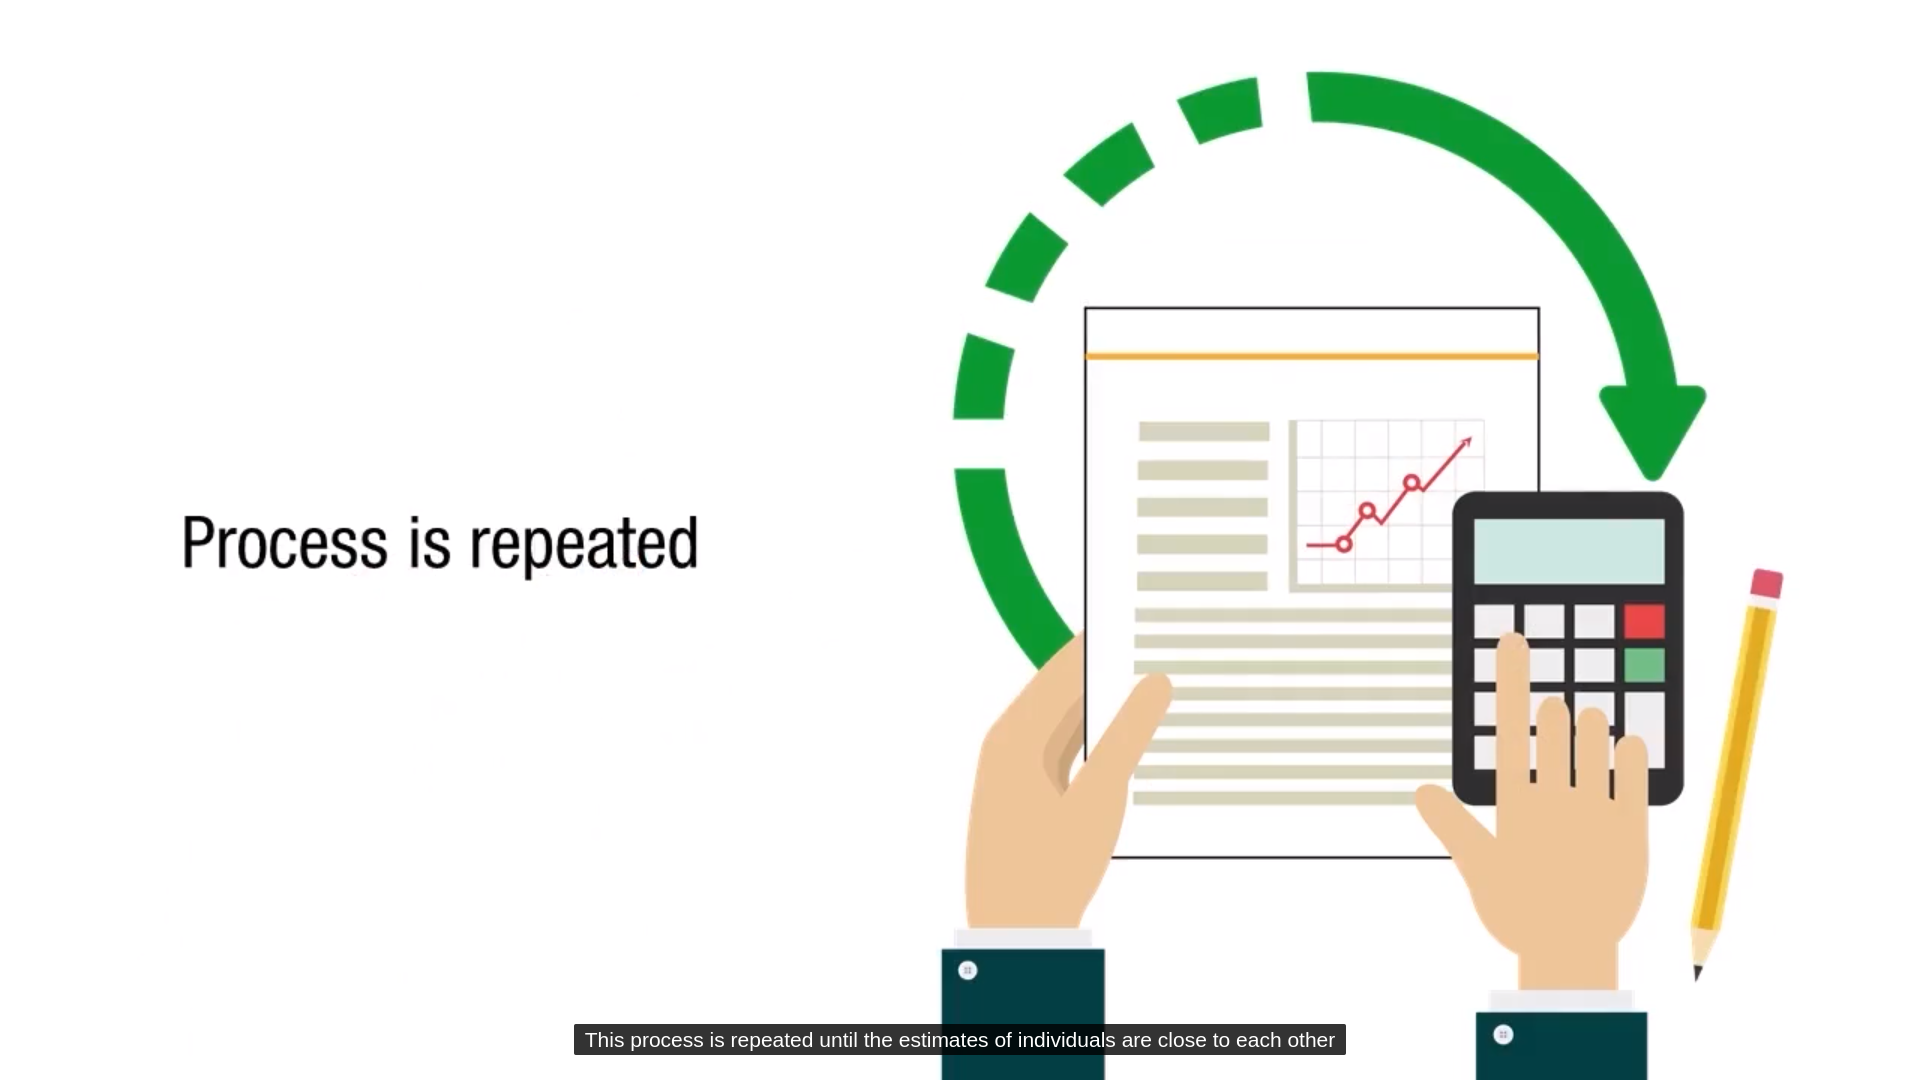 Process is repeated
This process is repeated until the estimates of individuals are close to each other